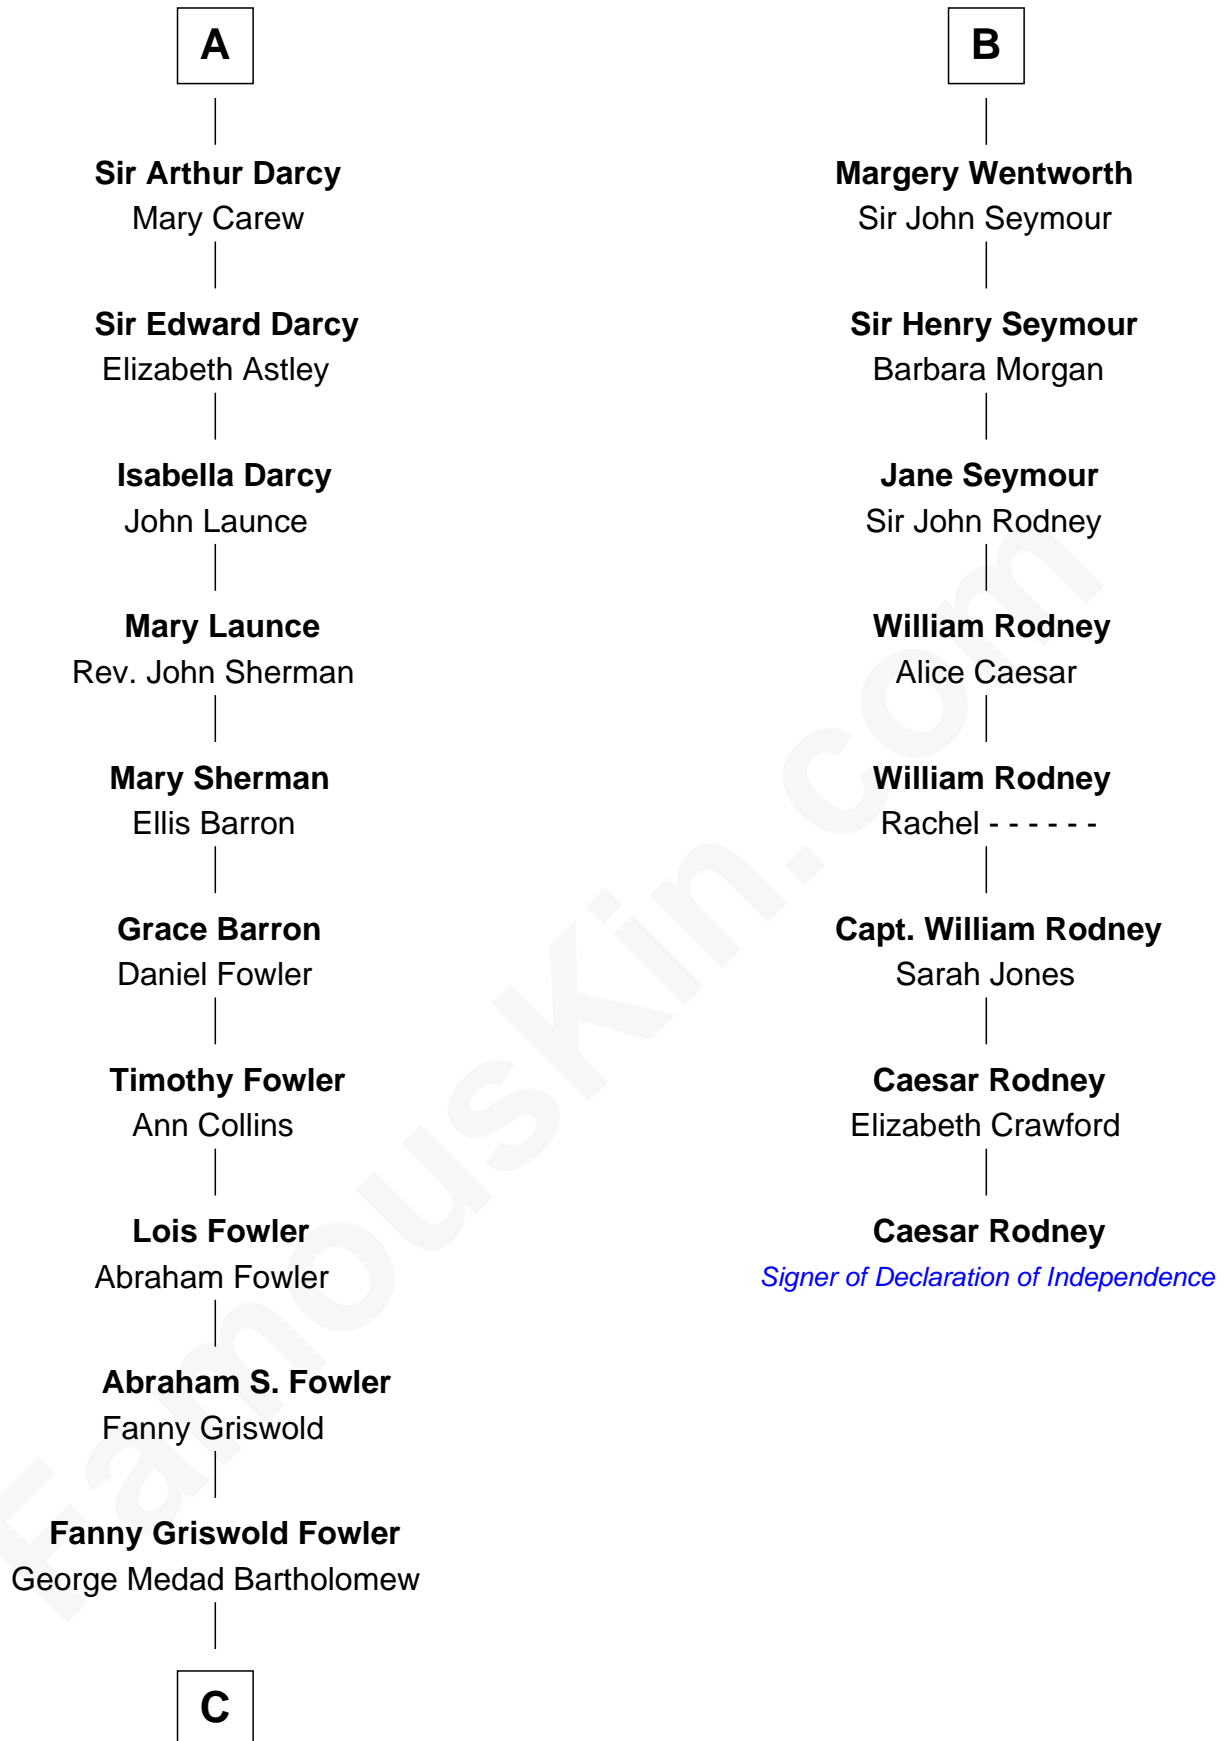 A
Sir Arthur Darcy
Mary Carew
Sir Edward Darcy
Elizabeth Astley
Isabella Darcy
John Launce
Mary Launce
Rev. John Sherman
Mary Sherman
Ellis Barron
Grace Barron
Daniel Fowler
Timothy Fowler
Ann Collins
Lois Fowler
Abraham Fowler
Abraham S. Fowler
Fanny Griswold
Fanny Griswold Fowler
George Medad Bartholomew
C
B
Margery Wentworth
Sir John Seymour
Sir Henry Seymour
Barbara Morgan
Jane Seymour
Sir John Rodney
William Rodney
Alice Caesar
William Rodney
Rachel - - - - - -
Capt. William Rodney
Sarah Jones
Caesar Rodney
Elizabeth Crawford
Caesar Rodney
Signer of Declaration of Independence
FamousKin.com